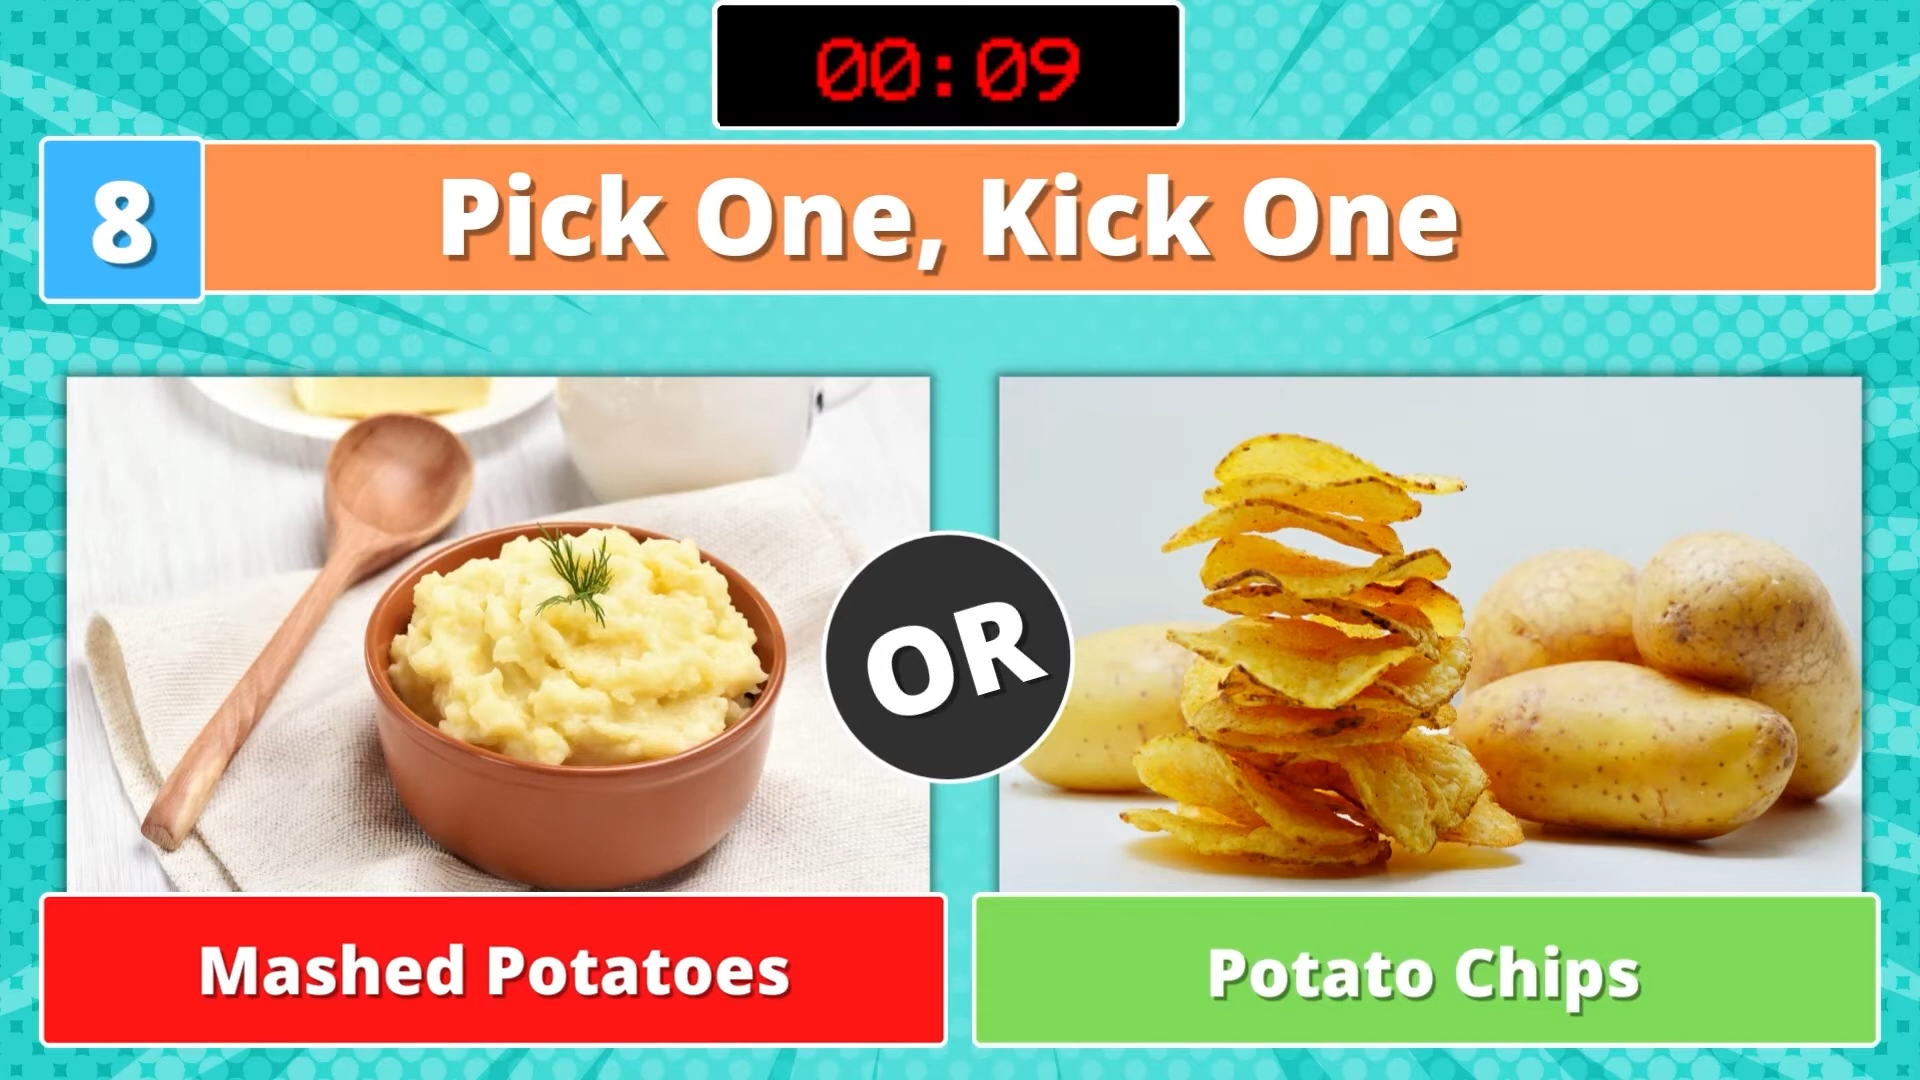 00:09
8
Pick One, Kick One
OR
Mashed Potatoes
Potato Chips